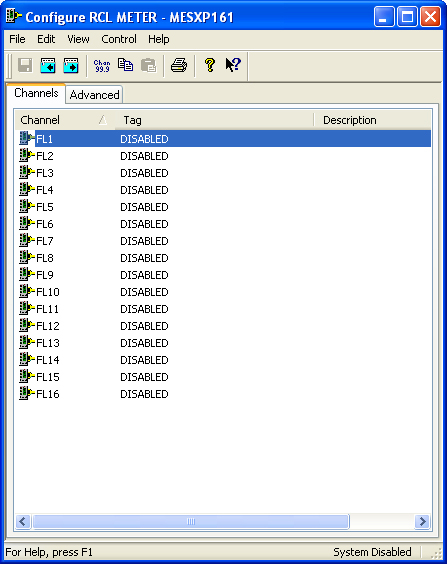 Configure RCL METER - MESXP161
File Edit View Control Help
Chan 99.9
Channels Advanced
Channel Tag Description
FL1 DISABLED
FL2 DISABLED
FL3 DISABLED
FL4 DISABLED
FL5 DISABLED
FL6 DISABLED
FL7 DISABLED
FL8 DISABLED
FL9 DISABLED
FL10 DISABLED
FL11 DISABLED
FL12 DISABLED
FL13 DISABLED
FL14 DISABLED
FL15 DISABLED
FL16 DISABLED
For Help, press F1 System Disabled